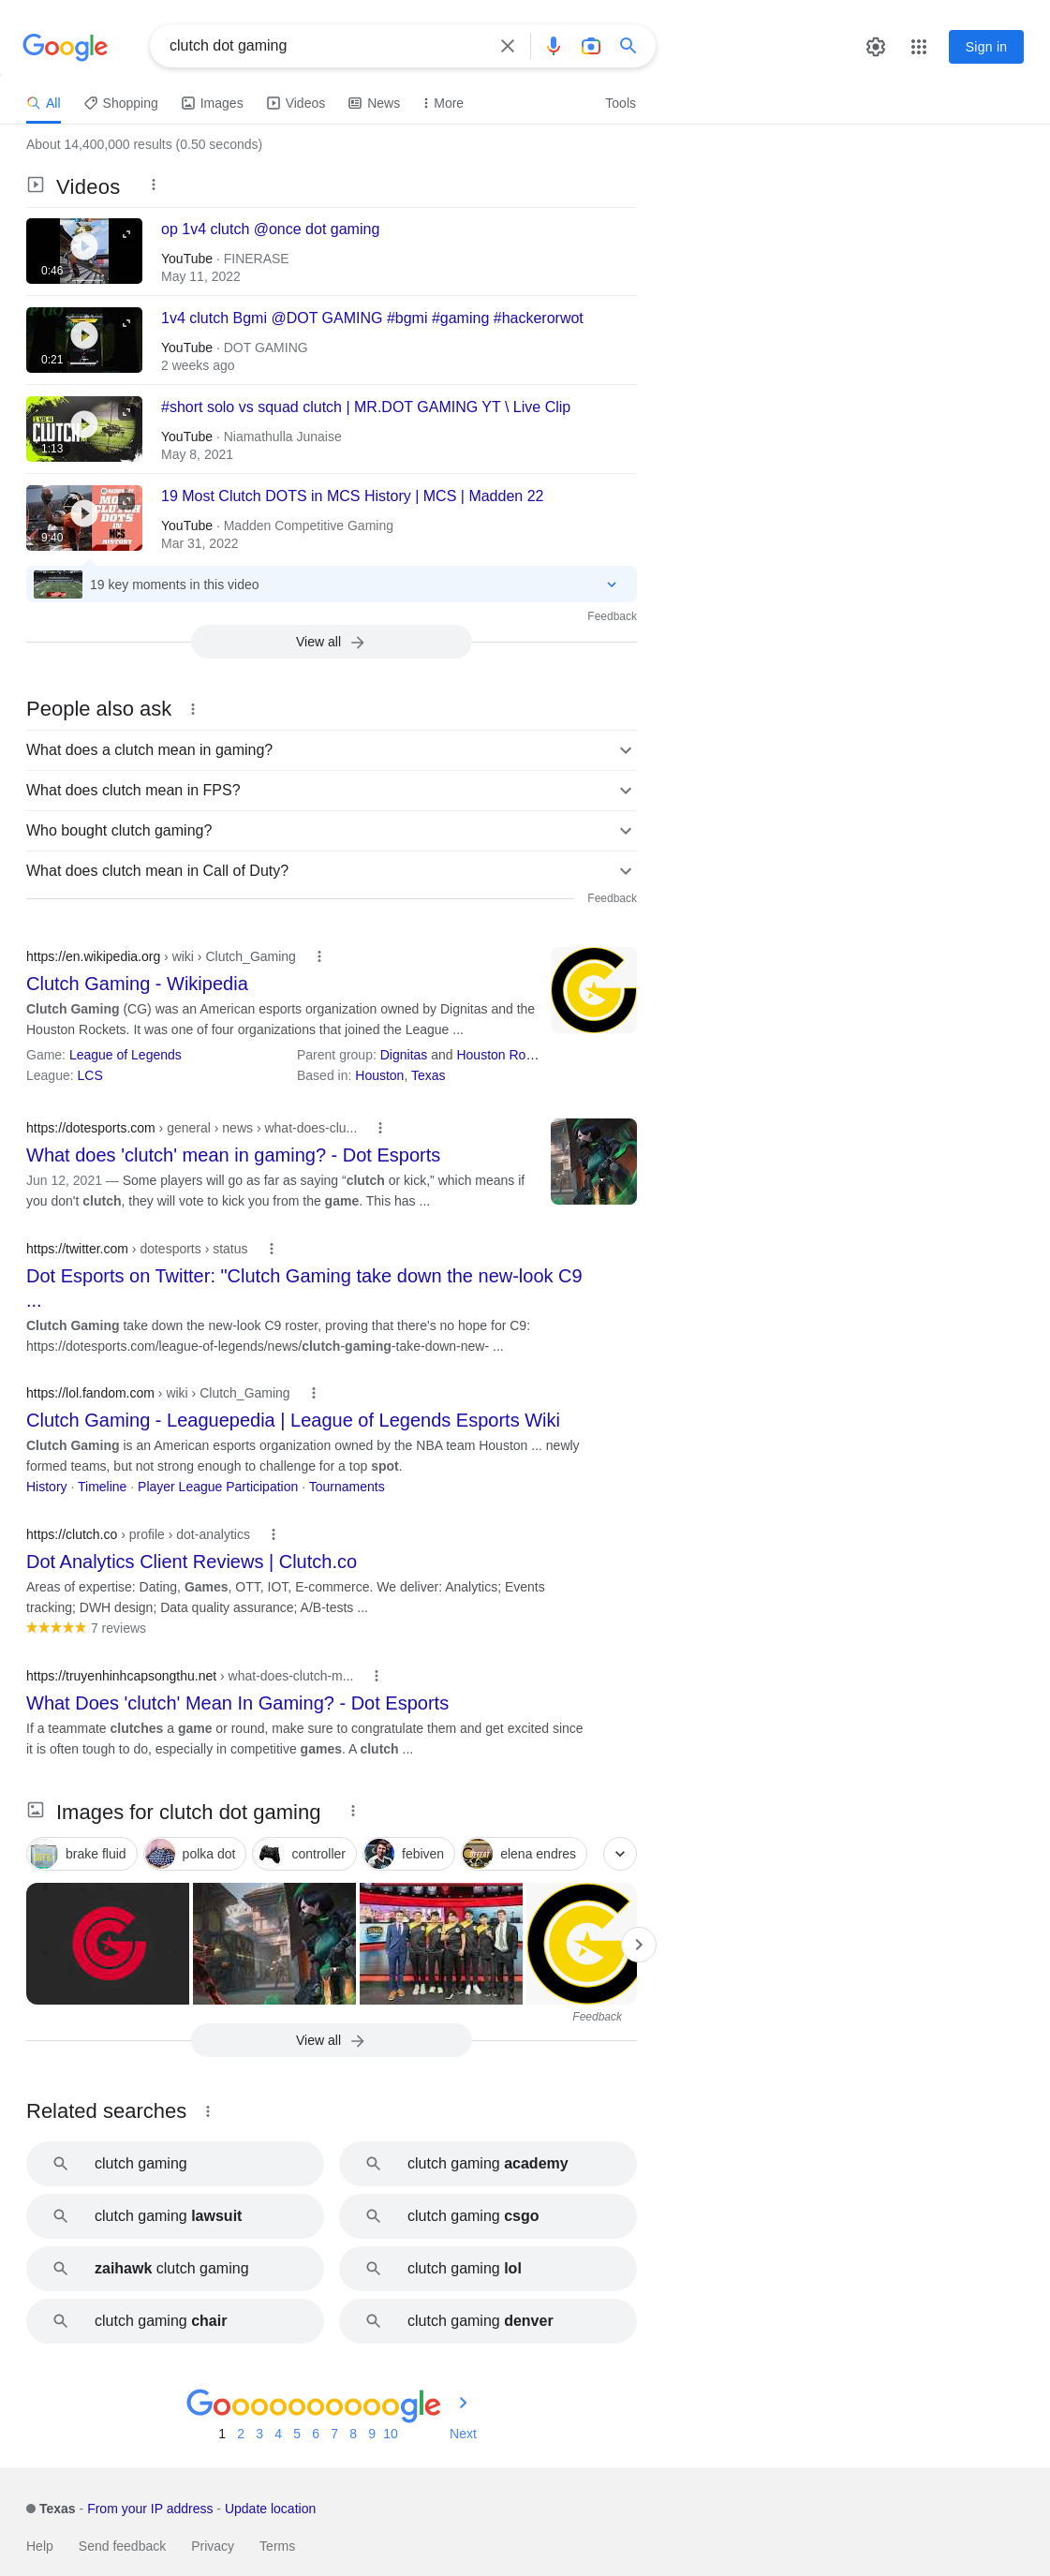 Google
clutch dot gaming
Sign in
All
Shopping
Images
Videos
News
More
Tools
About 14,400,000 results (0.50 seconds)
Videos
op 1v4 clutch @once dot gaming
YouTube · FINERASE
May 11, 2022
0:46
1v4 clutch Bgmi @DOT GAMING #bgmi #gaming #hackerorwot
YouTube · DOT GAMING
2 weeks ago
0:21
#short solo vs squad clutch | MR.DOT GAMING YT \ Live Clip
YouTube · Niamathulla Junaise
May 8, 2021
CLUTCH
1:13
19 Most Clutch DOTS in MCS History | MCS | Madden 22
YouTube · Madden Competitive Gaming
Mar 31, 2022
MCS
HISTORY
9:40
19 key moments in this video
Feedback
View all
People also ask
What does a clutch mean in gaming?
What does clutch mean in FPS?
Who bought clutch gaming?
What does clutch mean in Call of Duty?
Feedback
https://en.wikipedia.org › wiki › Clutch_Gaming
Clutch Gaming - Wikipedia
Clutch Gaming (CG) was an American esports organization owned by Dignitas and the
Houston Rockets. It was one of four organizations that joined the League ...
Game: League of Legends
Parent group: Dignitas and Houston Ro…
League: LCS
Based in: Houston, Texas
https://dotesports.com › general › news › what-does-clu...
What does 'clutch' mean in gaming? - Dot Esports
Jun 12, 2021 — Some players will go as far as saying “clutch or kick,” which means if
you don't clutch, they will vote to kick you from the game. This has ...
https://twitter.com › dotesports › status
Dot Esports on Twitter: "Clutch Gaming take down the new-look C9
...
Clutch Gaming take down the new-look C9 roster, proving that there's no hope for C9:
https://dotesports.com/league-of-legends/news/clutch-gaming-take-down-new- ...
https://lol.fandom.com › wiki › Clutch_Gaming
Clutch Gaming - Leaguepedia | League of Legends Esports Wiki
Clutch Gaming is an American esports organization owned by the NBA team Houston ... newly
formed teams, but not strong enough to challenge for a top spot.
History · Timeline · Player League Participation · Tournaments
https://clutch.co › profile › dot-analytics
Dot Analytics Client Reviews | Clutch.co
Areas of expertise: Dating, Games, OTT, IOT, E-commerce. We deliver: Analytics; Events
tracking; DWH design; Data quality assurance; A/B-tests ...
7 reviews
https://truyenhinhcapsongthu.net › what-does-clutch-m...
What Does 'clutch' Mean In Gaming? - Dot Esports
If a teammate clutches a game or round, make sure to congratulate them and get excited since
it is often tough to do, especially in competitive games. A clutch ...
Images for clutch dot gaming
brake fluid
polka dot
controller
febiven
elena endres
Feedback
View all
Related searches
clutch gaming
clutch gaming academy
clutch gaming lawsuit
clutch gaming csgo
zaihawk clutch gaming
clutch gaming lol
clutch gaming chair
clutch gaming denver
Goooooooooogle
1 2 3 4 5 6 7 8 9 10 Next
Texas - From your IP address - Update location
Help
Send feedback
Privacy
Terms